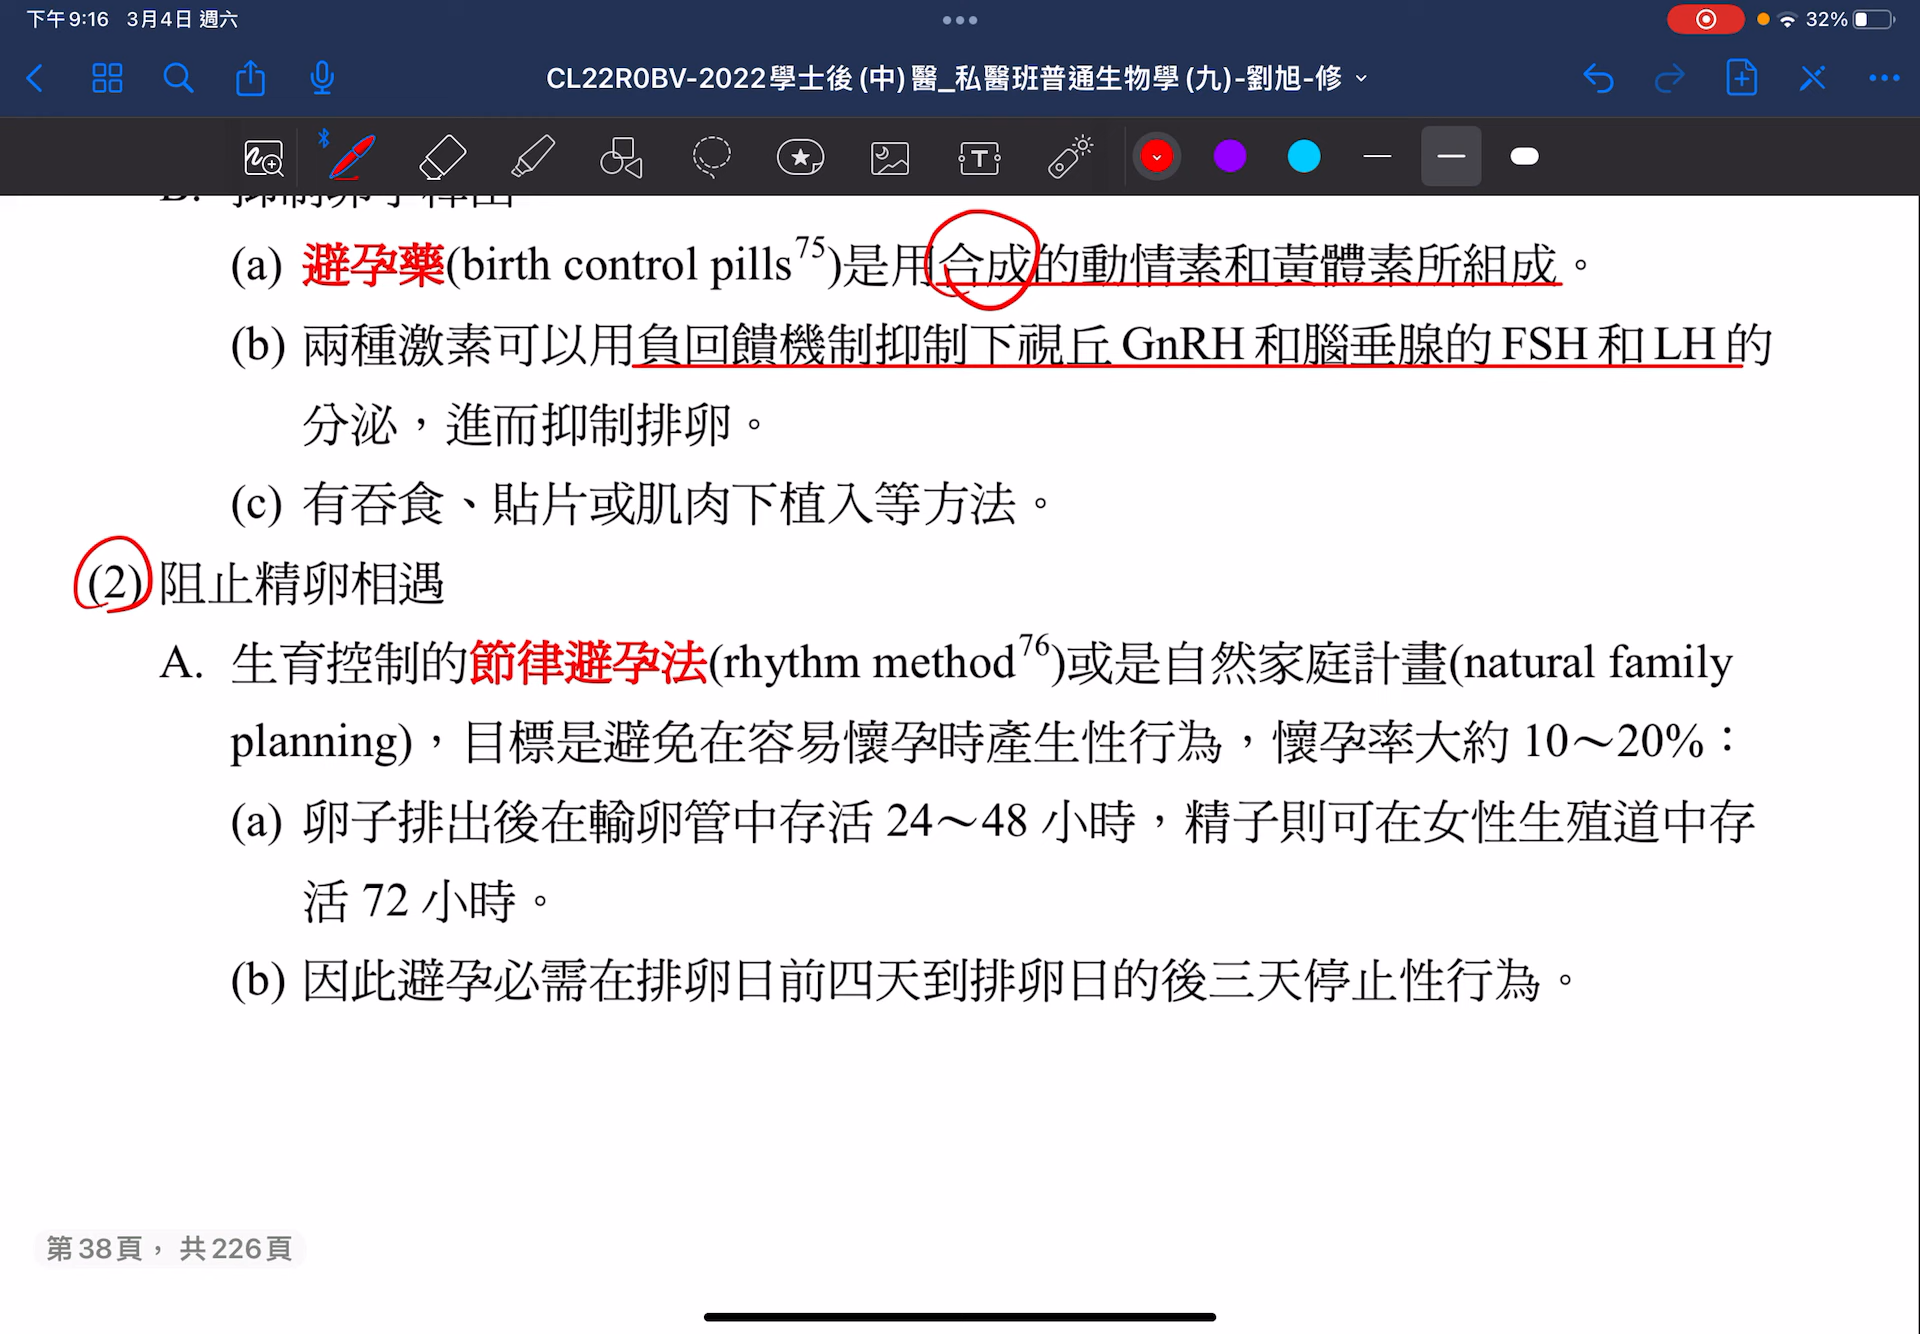 下午9:16 3月4日 週六
32%
CL22R0BV-2022學士後(中)醫_私醫班普通生物學(九)-劉旭-修
(a) 避孕藥(birth control pills75)是用合成的動情素和黃體素所組成。
(b) 兩種激素可以用負回饋機制抑制下視丘 GnRH 和腦垂腺的 FSH 和 LH 的
分泌，進而抑制排卵。
(c) 有吞食、貼片或肌肉下植入等方法。
(2) 阻止精卵相遇
A. 生育控制的節律避孕法(rhythm method76)或是自然家庭計畫(natural family
planning)，目標是避免在容易懷孕時產生性行為，懷孕率大約 10～20%：
(a) 卵子排出後在輸卵管中存活 24～48 小時，精子則可在女性生殖道中存
活 72 小時。
(b) 因此避孕必需在排卵日前四天到排卵日的後三天停止性行為。
第38頁， 共226頁